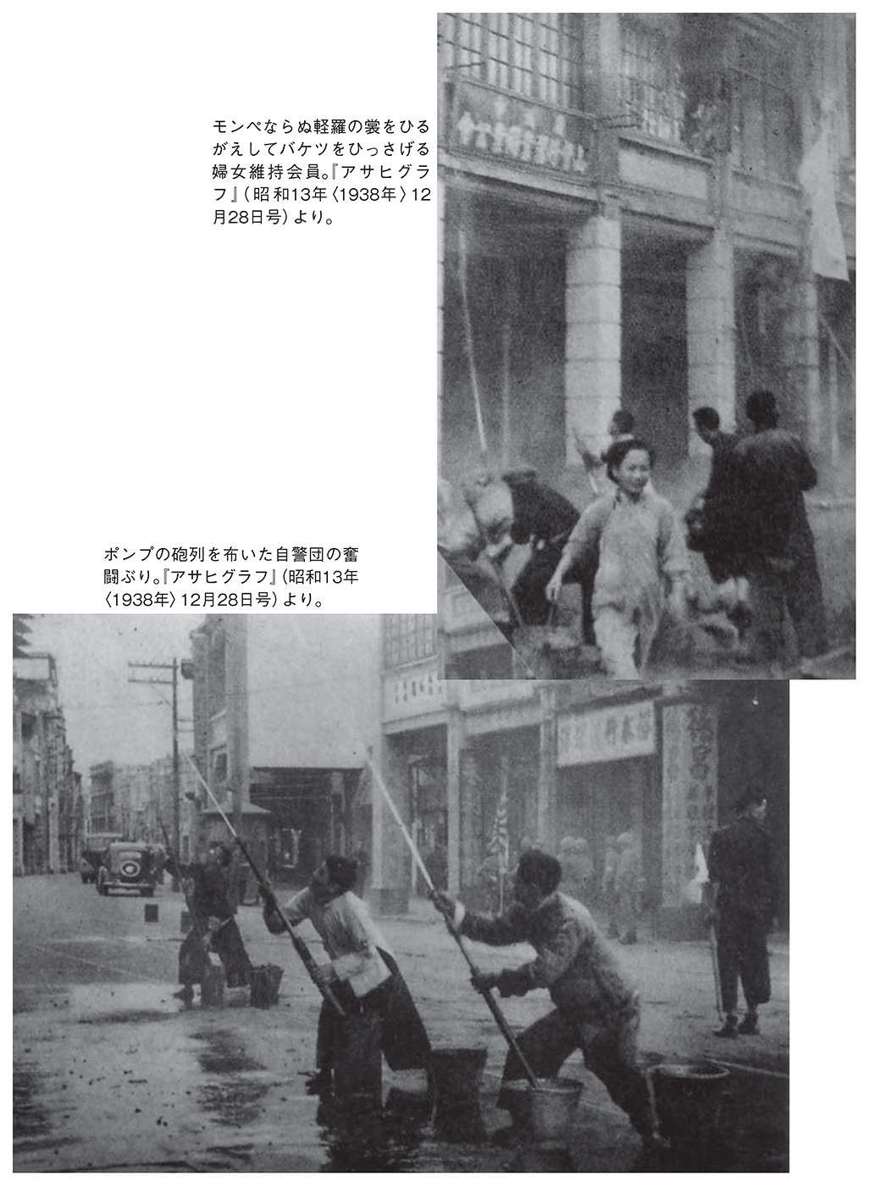 モンペならぬ軽羅の裳をひる
がえしてバケツをひっさげる
婦女維持会員。『アサヒグラ
フ』（昭和13年〈1938年〉12
月28日号）より。
ポンプの砲列を布いた自警団の奮
闘ぶり。『アサヒグラフ』（昭和13年
〈1938年〉12月28日号）より。